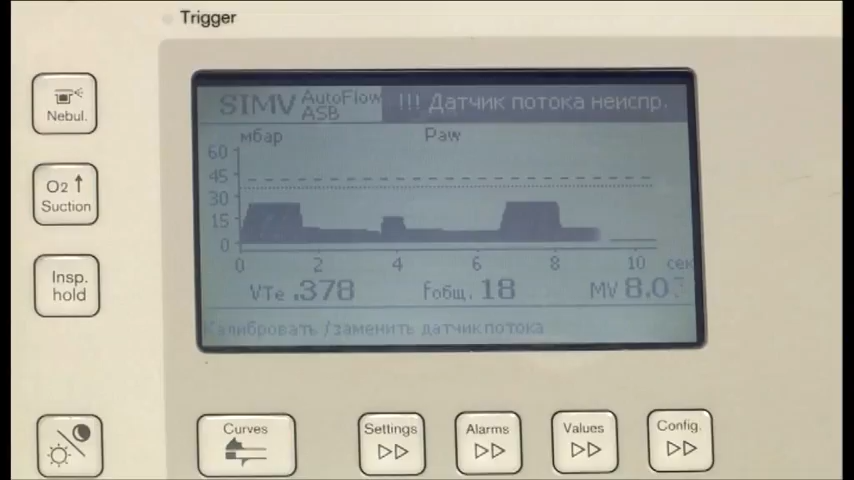 Trigger
Nebul.
O2 ↑
Suction
Insp.
hold
SIMV AutoFlow
ASB
!!! Датчик потока неиспр.
мбар
Paw
60
45
30
15
0
0 2 4 6 8 10 сек
VTe .378 fобщ. 18 MV 8.0
Калибровать /заменить датчик потока
Curves
Settings
Alarms
Values
Config.